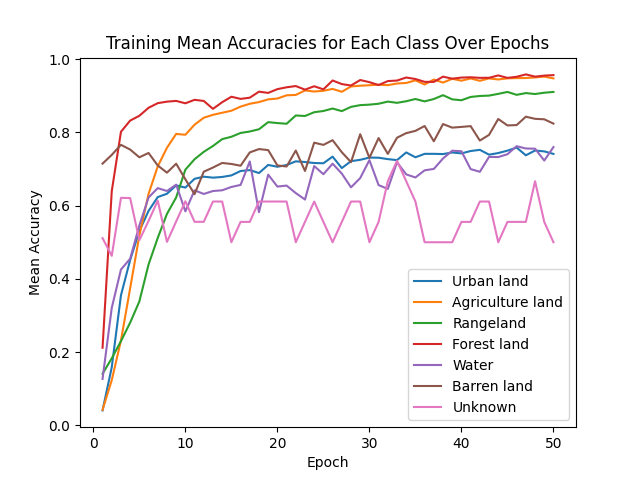 Training Mean Accuracies for Each Class Over Epochs
1.0
0.8
0.6
0.4
0.2
0.0
Mean Accuracy
0
10
20
30
40
50
Epoch
Urban land
Agriculture land
Rangeland
Forest land
Water
Barren land
Unknown